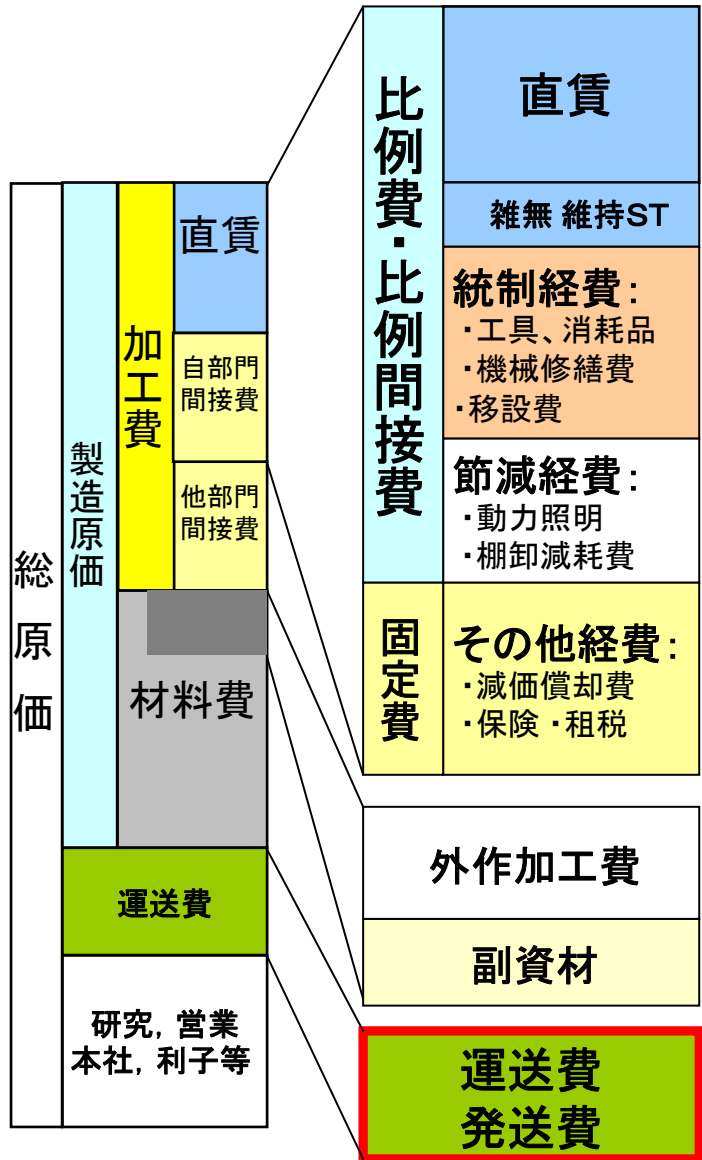 総原価
製造原価
加工費
直賃
自部門
間接費
他部門
間接費
材料費
運送費
研究, 営業
本社, 利子等
比例費・比例間接費
直賃
雑無 維持ST
統制経費:
・工具、消耗品
・機械修繕費
・移設費
節減経費:
・動力照明
・棚卸減耗費
固定費
その他経費:
・減価償却費
・保険・租税
外作加工費
副資材
運送費
発送費